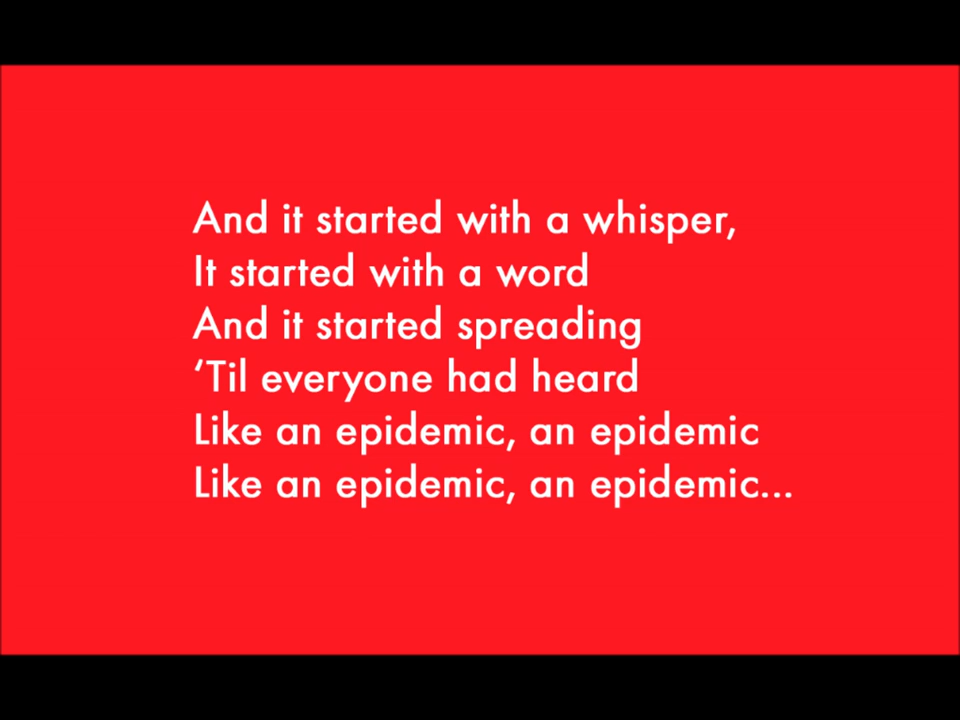 And it started with a whisper,
It started with a word
And it started spreading
‘Til everyone had heard
Like an epidemic, an epidemic
Like an epidemic, an epidemic...